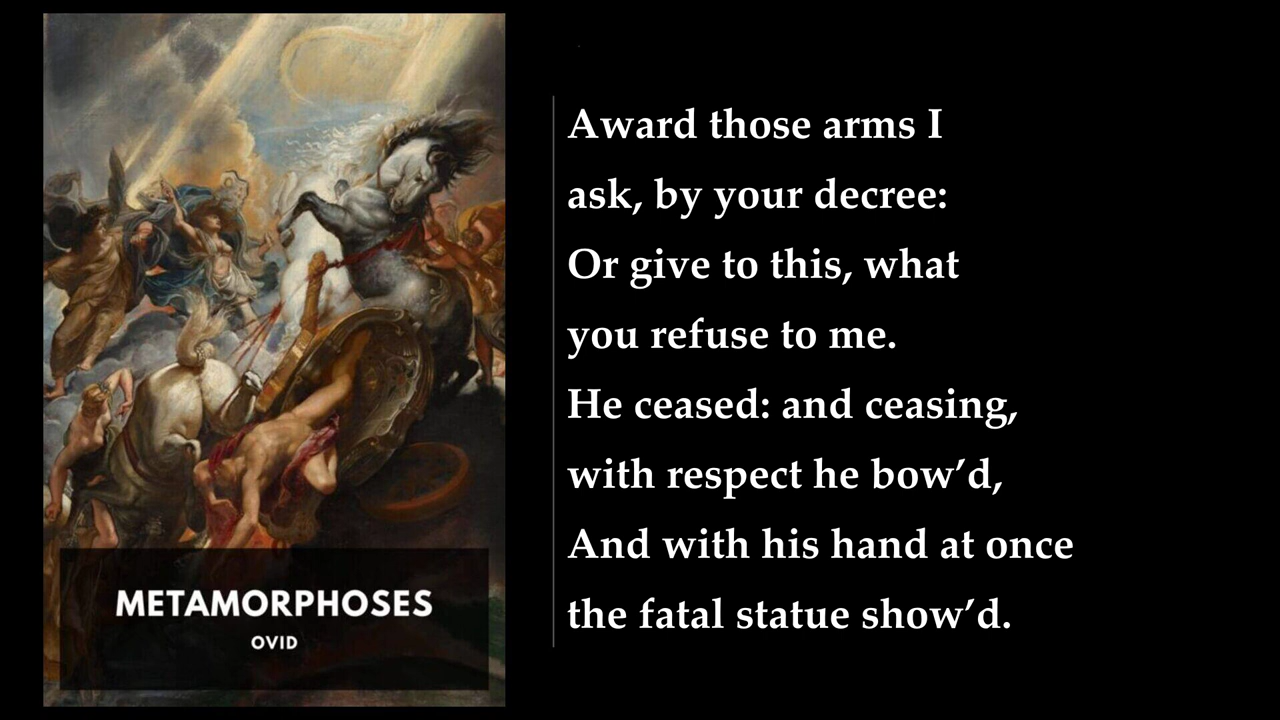 METAMORPHOSES
OVID
Award those arms I
ask, by your decree:
Or give to this, what
you refuse to me.
He ceased: and ceasing,
with respect he bow’d,
And with his hand at once
the fatal statue show’d.